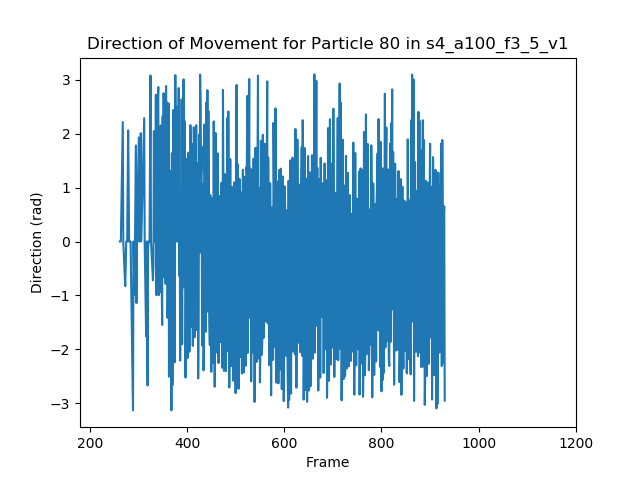 Direction of Movement for Particle 80 in s4_a100_f3_5_v1
3
2
1
0
−1
−2
−3
Direction (rad)
200 400 600 800 1000 1200
Frame